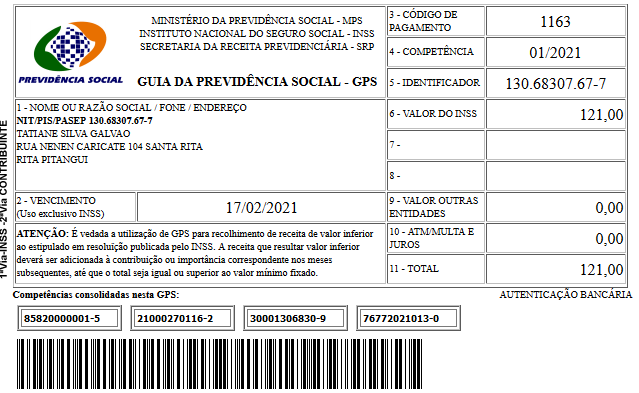 PREVIDÊNCIA SOCIAL
MINISTÉRIO DA PREVIDÊNCIA SOCIAL - MPS
INSTITUTO NACIONAL DO SEGURO SOCIAL - INSS
SECRETARIA DA RECEITA PREVIDENCIÁRIA - SRP
GUIA DA PREVIDÊNCIA SOCIAL - GPS
3 - CÓDIGO DE
PAGAMENTO
1163
4 - COMPETÊNCIA
01/2021
5 - IDENTIFICADOR
130.68307.67-7
1 - NOME OU RAZÃO SOCIAL / FONE / ENDEREÇO
NIT/PIS/PASEP 130.68307.67-7
TATIANE SILVA GALVAO
RUA NENEN CARICATE 104 SANTA RITA
RITA PITANGUI
6 - VALOR DO INSS
121,00
7 -
8 -
2 - VENCIMENTO
(Uso exclusivo INSS)
17/02/2021
9 - VALOR OUTRAS
ENTIDADES
0,00
ATENÇÃO: É vedada a utilização de GPS para recolhimento de receita de valor inferior
ao estipulado em resolução publicada pelo INSS. A receita que resultar valor inferior
deverá ser adicionada à contribuição ou importância correspondente nos meses
subsequentes, até que o total seja igual ou superior ao valor mínimo fixado.
10 - ATM/MULTA E
JUROS
0,00
11 - TOTAL
121,00
1ªVia-INSS -2ªVia CONTRIBUINTE
Competências consolidadas nesta GPS:
AUTENTICAÇÃO BANCÁRIA
85820000001-5 21000270116-2 30001306830-9 76772021013-0